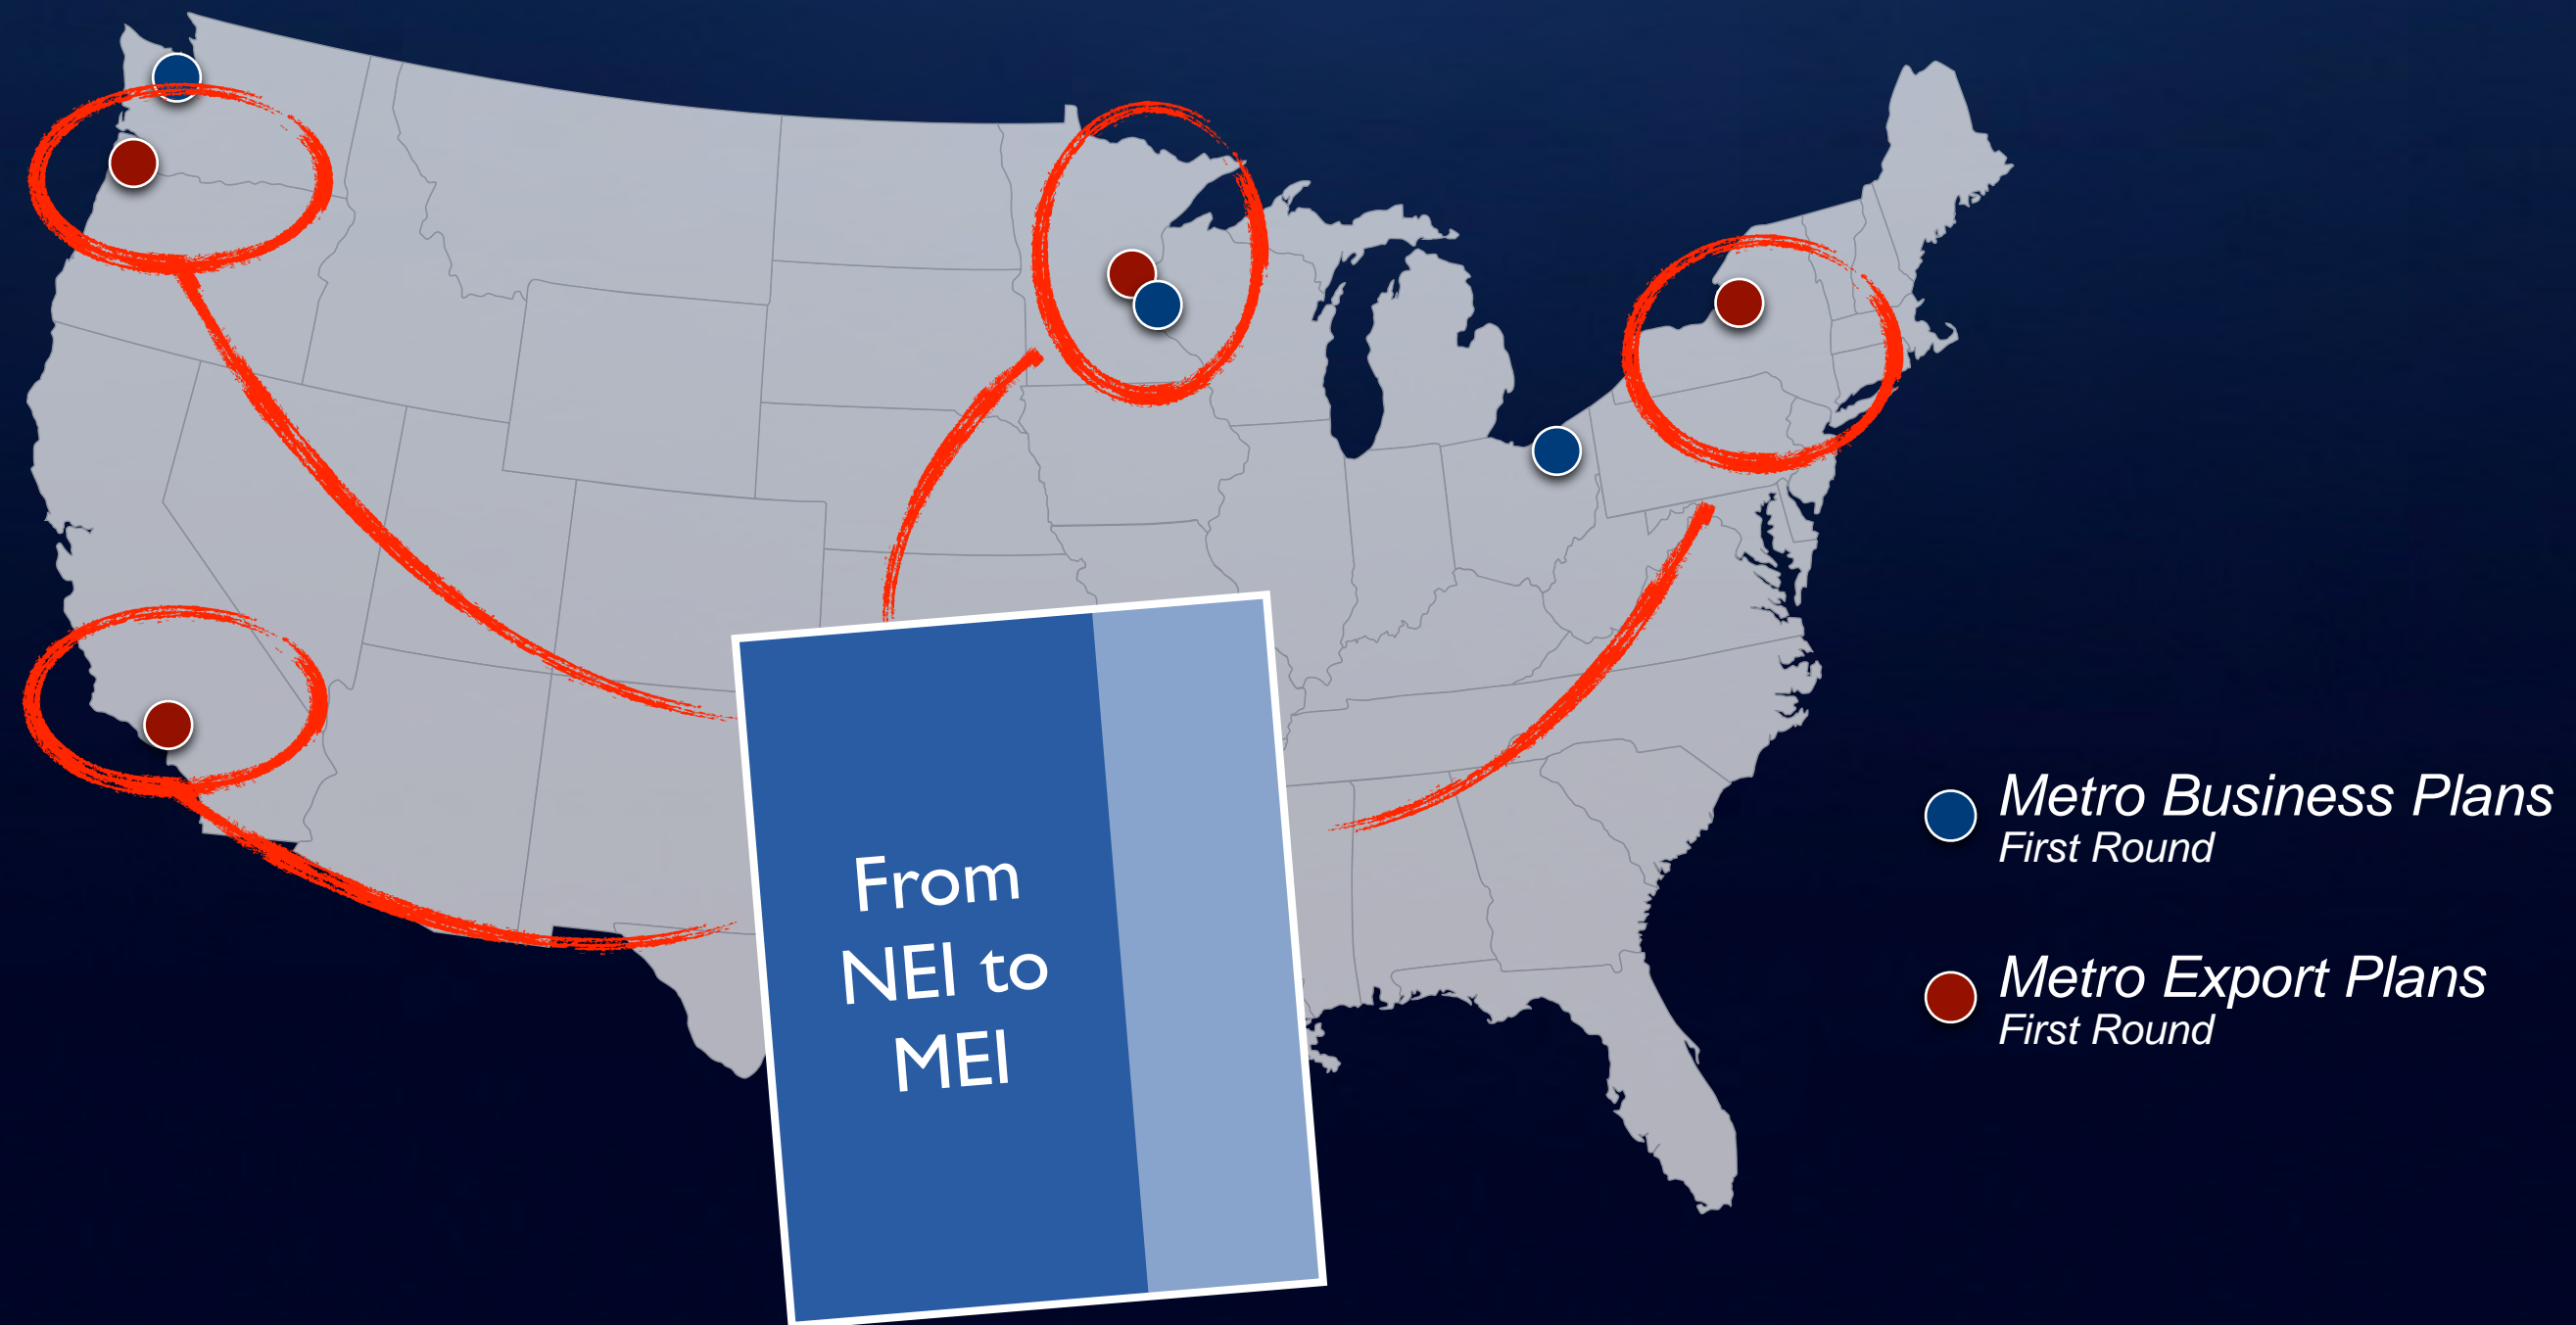 From
NEI to
MEI
Metro Business Plans
First Round
Metro Export Plans
First Round